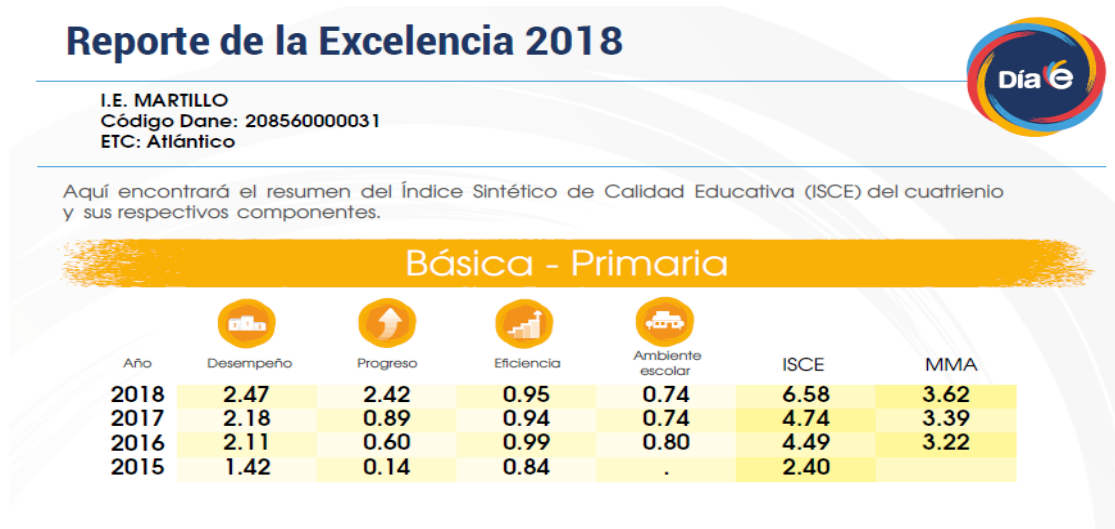 Reporte de la Excelencia 2018
Día é
I.E. MARTILLO
Código Dane: 208560000031
ETC: Atlántico
Aquí encontrará el resumen del Índice Sintético de Calidad Educativa (ISCE) del cuatrienio
y sus respectivos componentes.
Básica - Primaria
Año Desempeño Progreso Eficiencia Ambiente escolar ISCE MMA
2018 2.47 2.42 0.95 0.74 6.58 3.62
2017 2.18 0.89 0.94 0.74 4.74 3.39
2016 2.11 0.60 0.99 0.80 4.49 3.22
2015 1.42 0.14 0.84 . 2.40